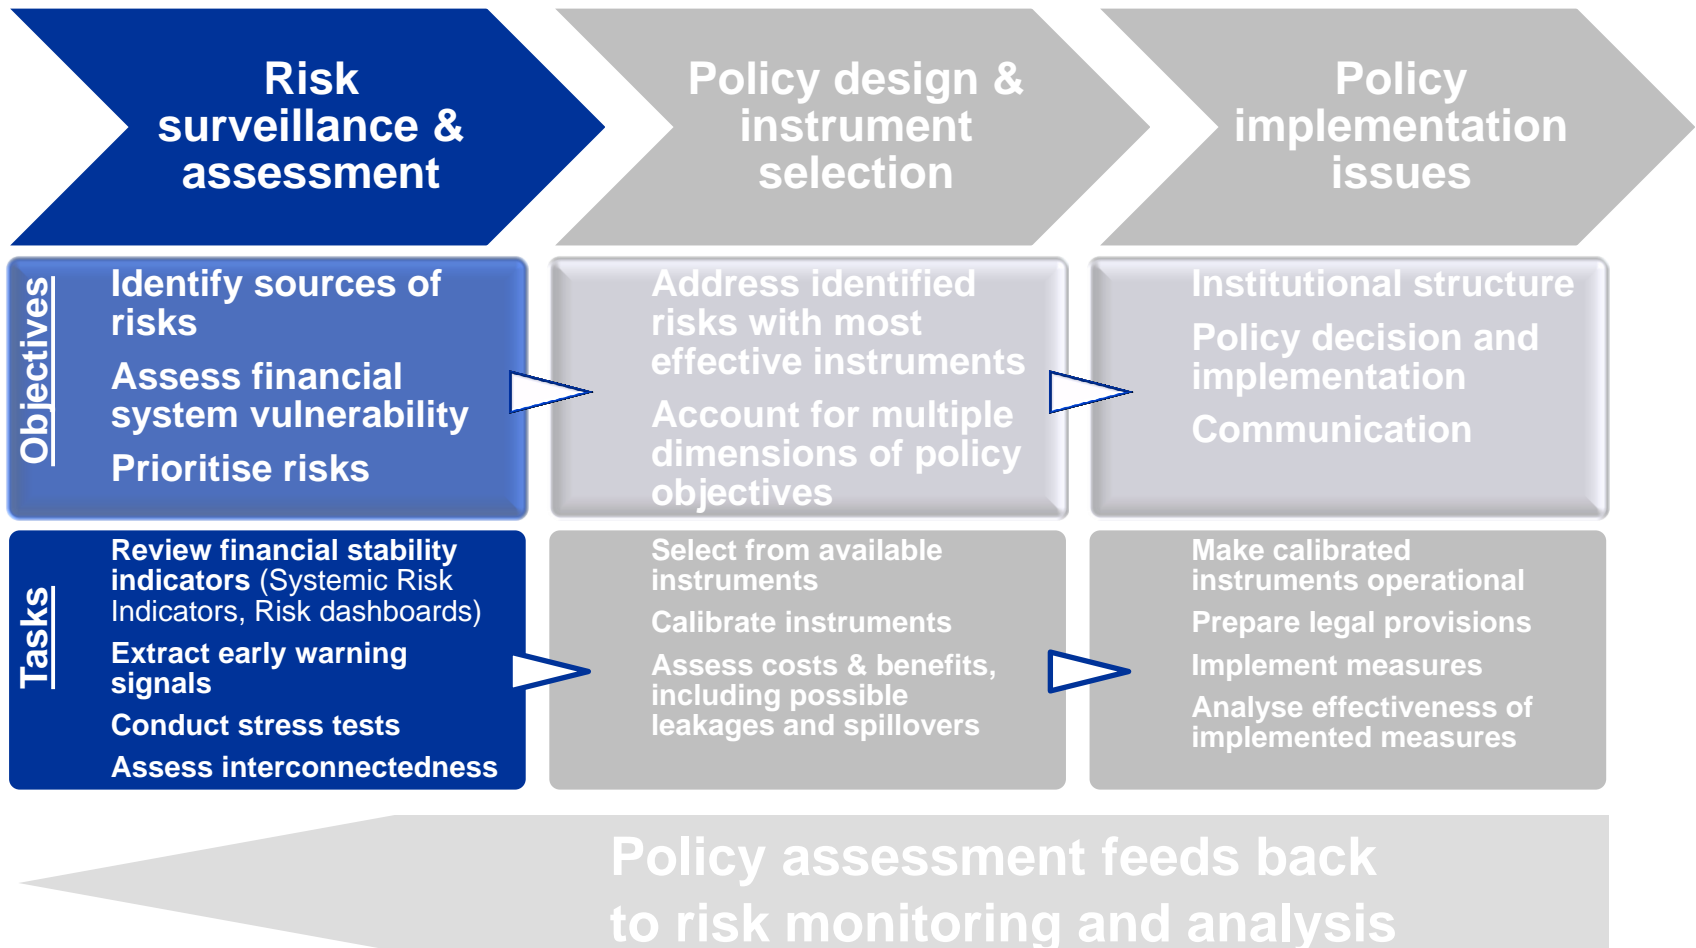 Risk
surveillance &
assessment
Policy design &
instrument
selection
Policy
implementation
issues
Objectives
Identify sources of
risks
Assess financial
system vulnerability
Prioritise risks
Address identified
risks with most
effective instruments
Account for multiple
dimensions of policy
objectives
Institutional structure
Policy decision and
implementation
Communication
Tasks
Review financial stability
indicators (Systemic Risk
Indicators, Risk dashboards)
Extract early warning
signals
Conduct stress tests
Assess interconnectedness
Select from available
instruments
Calibrate instruments
Assess costs & benefits,
including possible
leakages and spillovers
Make calibrated
instruments operational
Prepare legal provisions
Implement measures
Analyse effectiveness of
implemented measures
Policy assessment feeds back
to risk monitoring and analysis